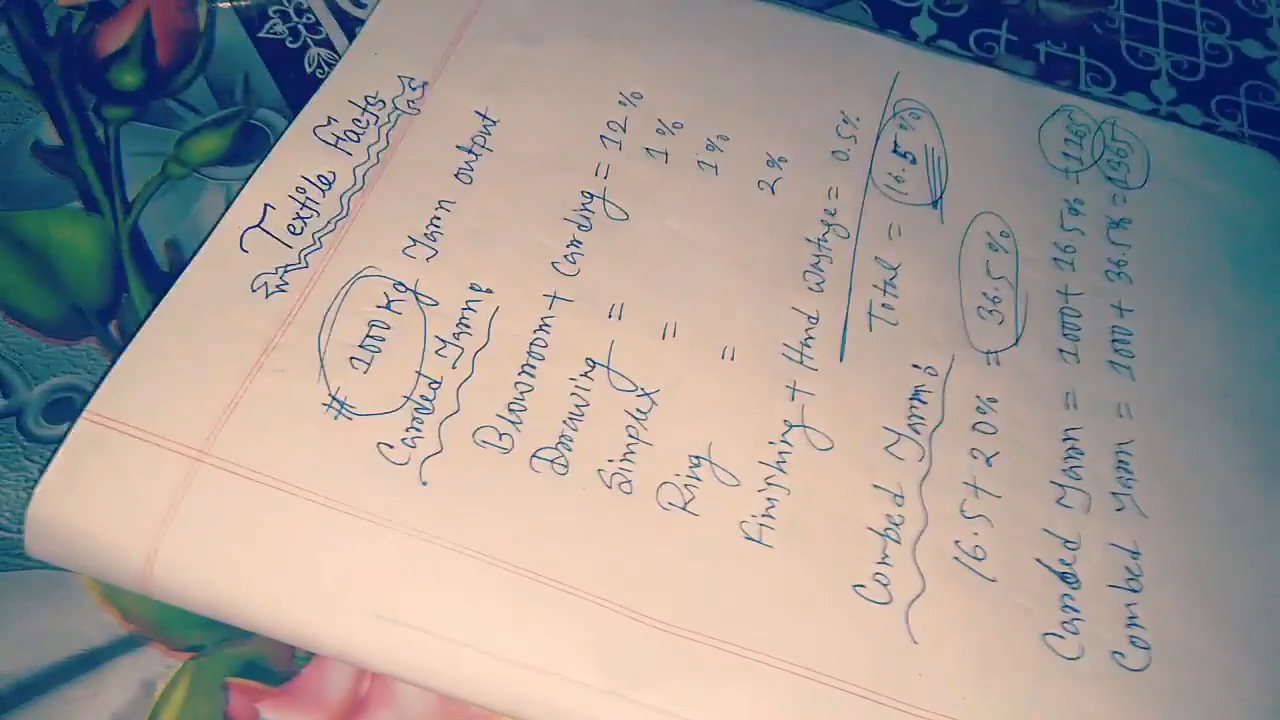 Textile Facts
# 1000 Kg Yarn output
Carded Yarn:
Blowroom + Carding = 12%
Drawing = 1%
Simplex = 1%
Ring = 2%
Finishing + Hard wastage = 0.5%
Total = 16.5%
Combed Yarn:
16.5 + 20% = 36.5%
Carded Yarn = 1000 + 16.5% = 1165
Combed Yarn = 1000 + 36.5% = 1365